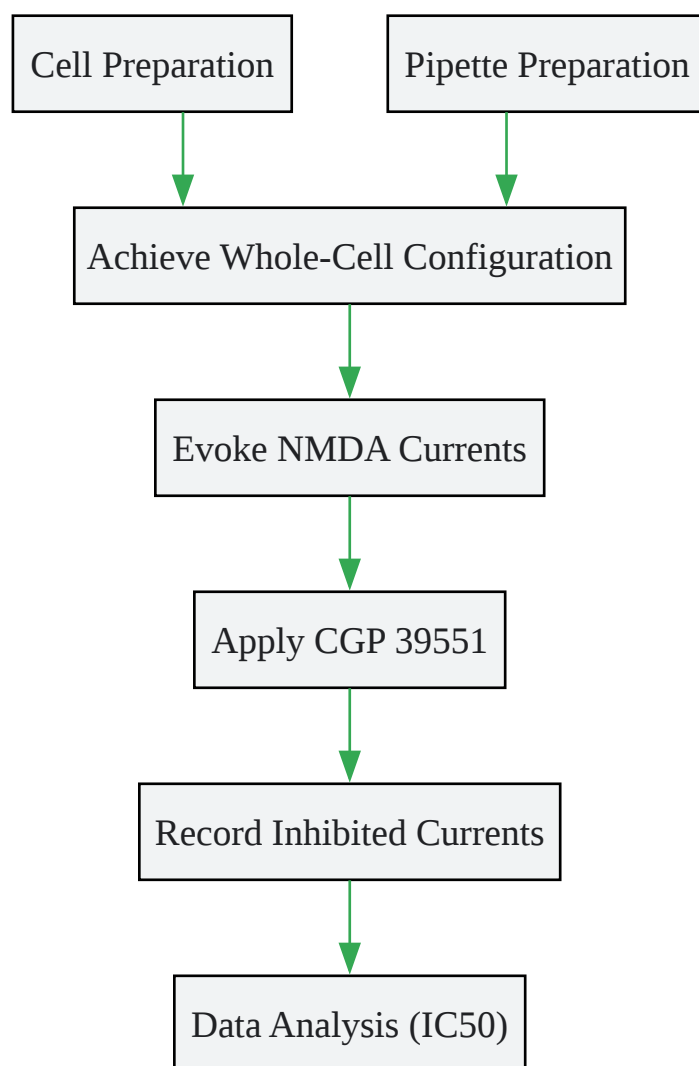 Cell Preparation
Pipette Preparation
Achieve Whole-Cell Configuration
Evoke NMDA Currents
Apply CGP 39551
Record Inhibited Currents
Data Analysis (IC50)